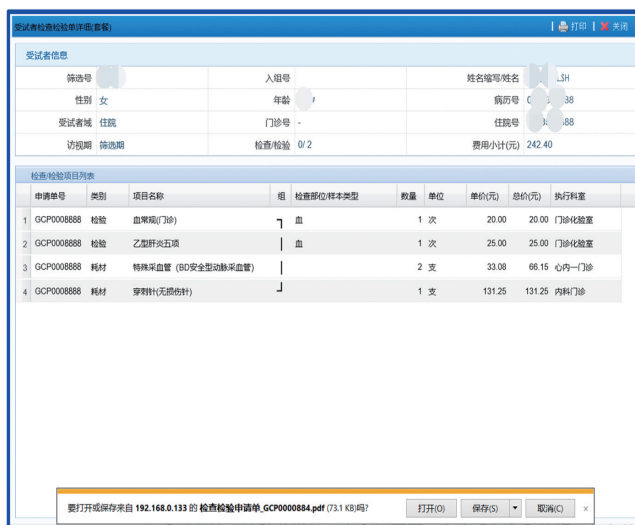 受试者检查检验单详细(套餐) 打印 关闭
受试者信息
筛选号 入组号 姓名缩写/姓名 LSH
性别 女 年龄 病历号
受试者域 住院 门诊号 - 住院号
访视期 筛选期 检查/检验 0/ 2 费用小计(元) 242.40
检查/检验项目列表
申请单号 类别 项目名称 组 检查部位/样本类型 数量 单位 单价(元) 总价(元) 执行科室
1 GCP0008888 检验 血常规(门诊) ┓ 血 1 次 20.00 20.00 门诊化验室
2 GCP0008888 检验 乙型肝炎五项 ┃ 血 1 次 25.00 25.00 门诊化验室
3 GCP0008888 耗材 特殊采血管 (BD安全型动脉采血管) ┃ 2 支 33.08 66.15 心内一门诊
4 GCP0008888 耗材 穿刺针(无损伤针) ┛ 1 支 131.25 131.25 内科门诊
要打开或保存来自 192.168.0.133 的 检查检验申请单_GCP0000884.pdf (73.1 KB)吗? 打开(O) 保存(S) 取消(C) ×